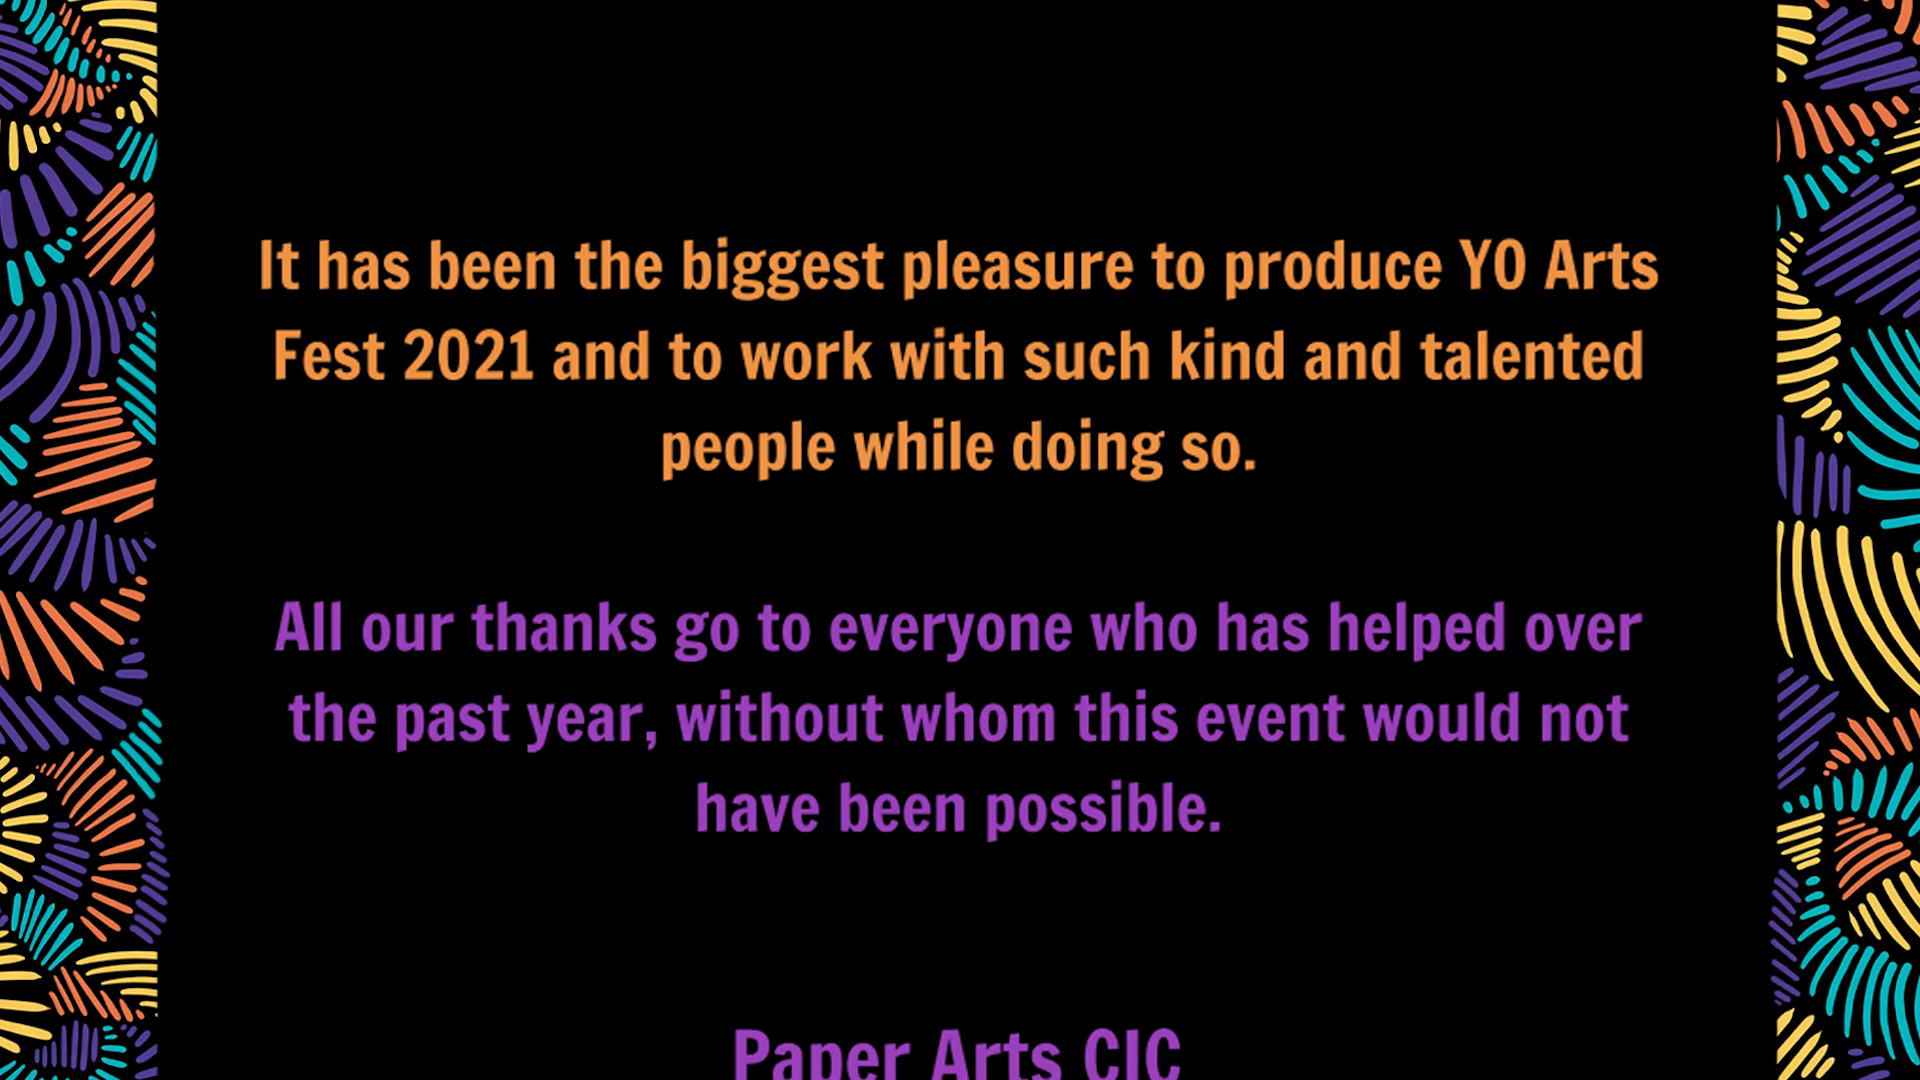 It has been the biggest pleasure to produce YO Arts
Fest 2021 and to work with such kind and talented
people while doing so.
All our thanks go to everyone who has helped over
the past year, without whom this event would not
have been possible.
Paper Arts CIC